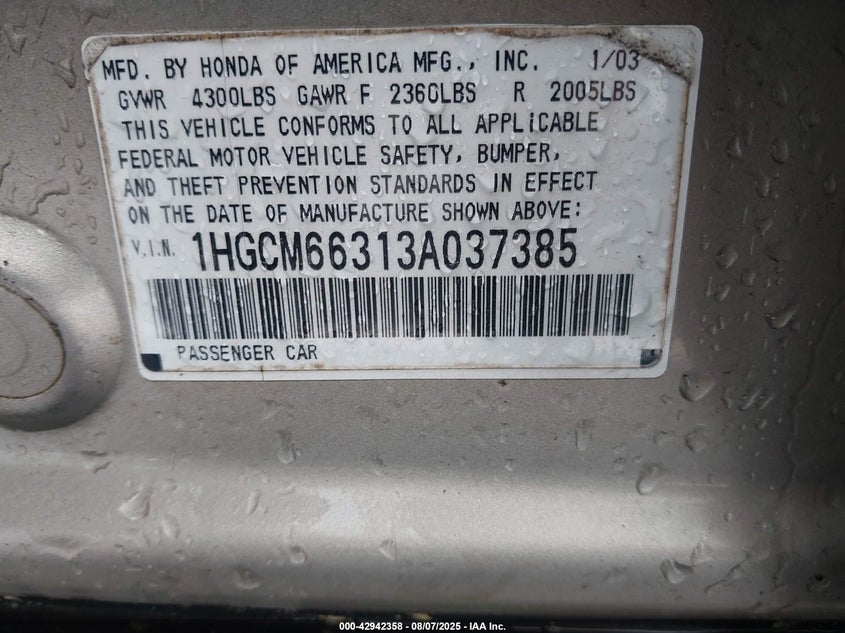 MFD. BY HONDA OF AMERICA MFG., INC. 1/03
GVWR 4300LBS GAWR F 2360LBS R 2005LBS
THIS VEHICLE CONFORMS TO ALL APPLICABLE
FEDERAL MOTOR VEHICLE SAFETY, BUMPER,
AND THEFT PREVENTION STANDARDS IN EFFECT
ON THE DATE OF MANUFACTURE SHOWN ABOVE:
V.I.N. 1HGCM66313A037385
PASSENGER CAR
000-42942358 - 08/07/2025 - IAA Inc.